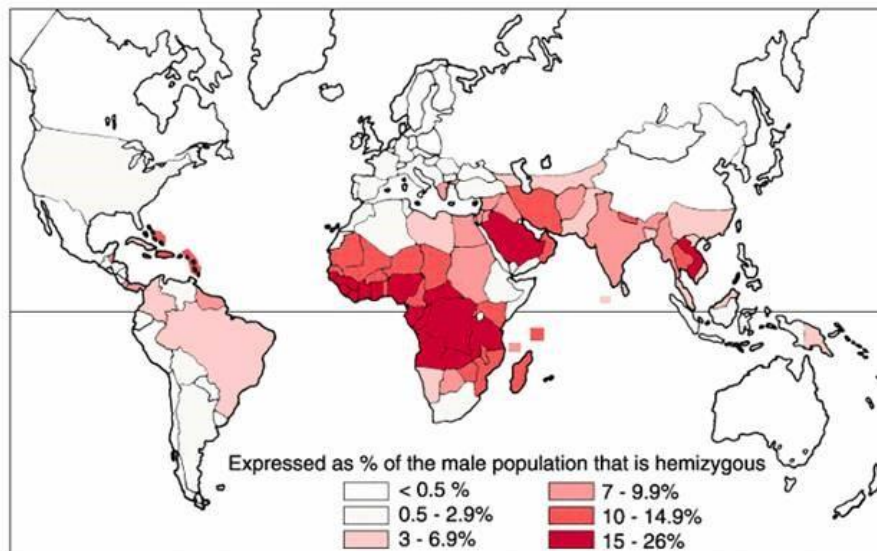 Expressed as % of the male population that is hemizygous
< 0.5 %
0.5 - 2.9%
3 - 6.9%
7 - 9.9%
10 - 14.9%
15 - 26%